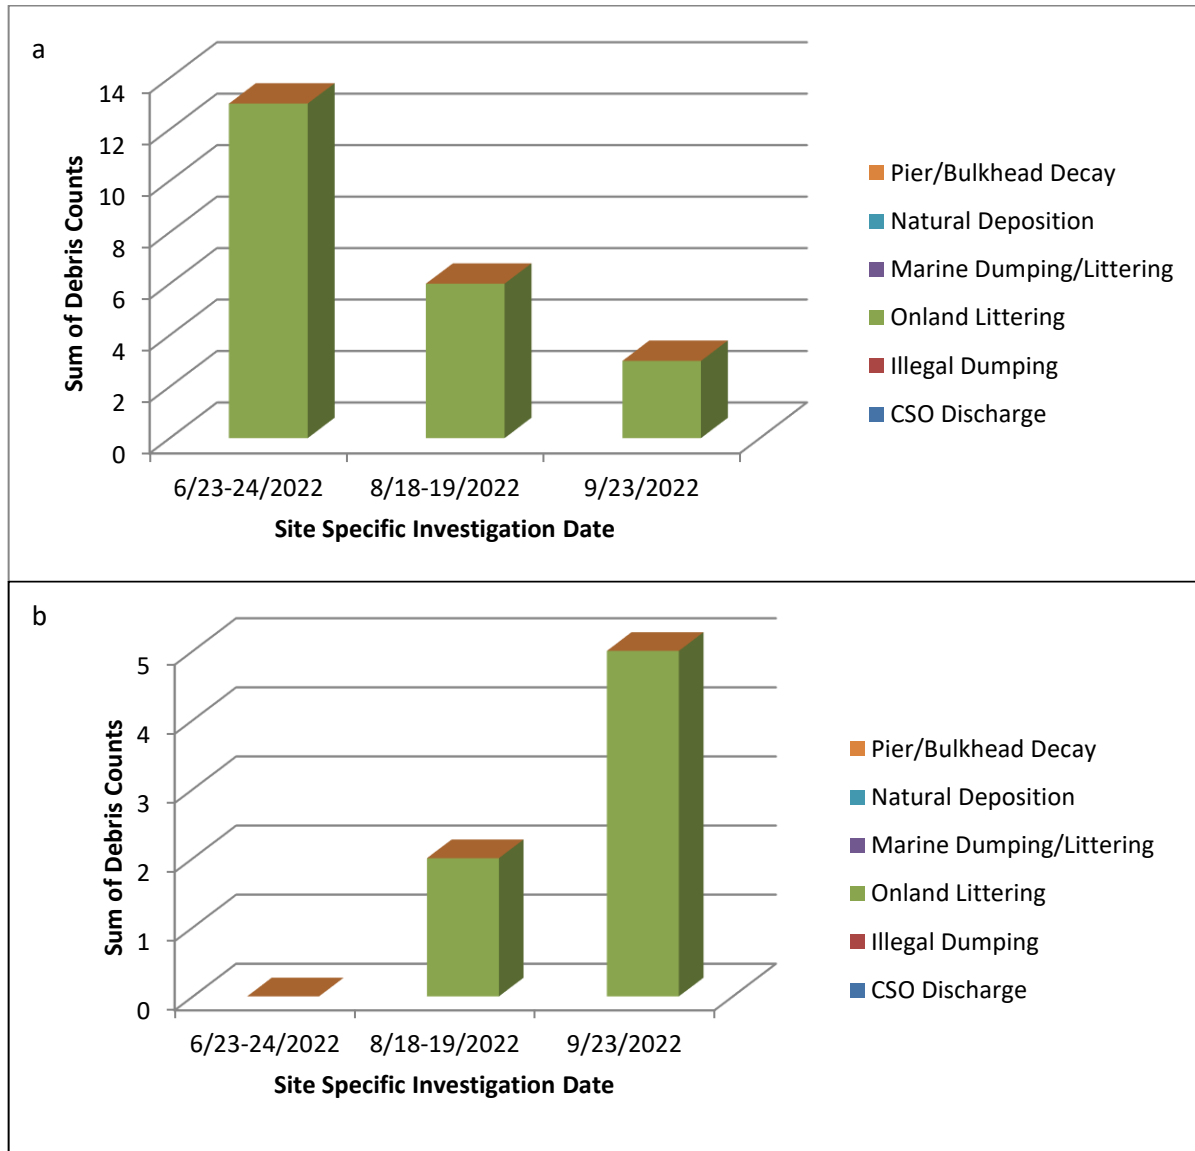 a
14
12
10
8
6
4
2
0
Sum of Debris Counts
6/23-24/2022 8/18-19/2022 9/23/2022
Site Specific Investigation Date
Pier/Bulkhead Decay
Natural Deposition
Marine Dumping/Littering
Onland Littering
Illegal Dumping
CSO Discharge
b
5
4
3
2
1
0
Sum of Debris Counts
6/23-24/2022 8/18-19/2022 9/23/2022
Site Specific Investigation Date
Pier/Bulkhead Decay
Natural Deposition
Marine Dumping/Littering
Onland Littering
Illegal Dumping
CSO Discharge